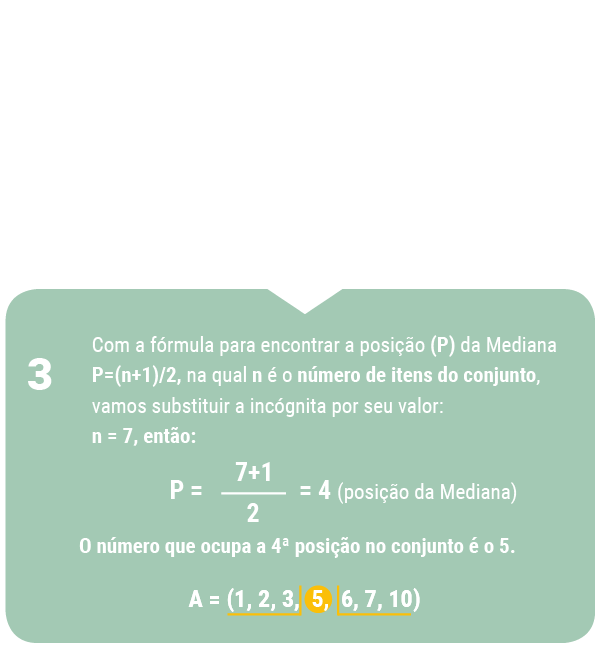 3
Com a fórmula para encontrar a posição (P) da Mediana
P=(n+1)/2, na qual n é o número de itens do conjunto,
vamos substituir a incógnita por seu valor:
n = 7, então:
7+1
P = = 4 (posição da Mediana)
2
O número que ocupa a 4ª posição no conjunto é o 5.
A = (1, 2, 3, 5, 6, 7, 10)